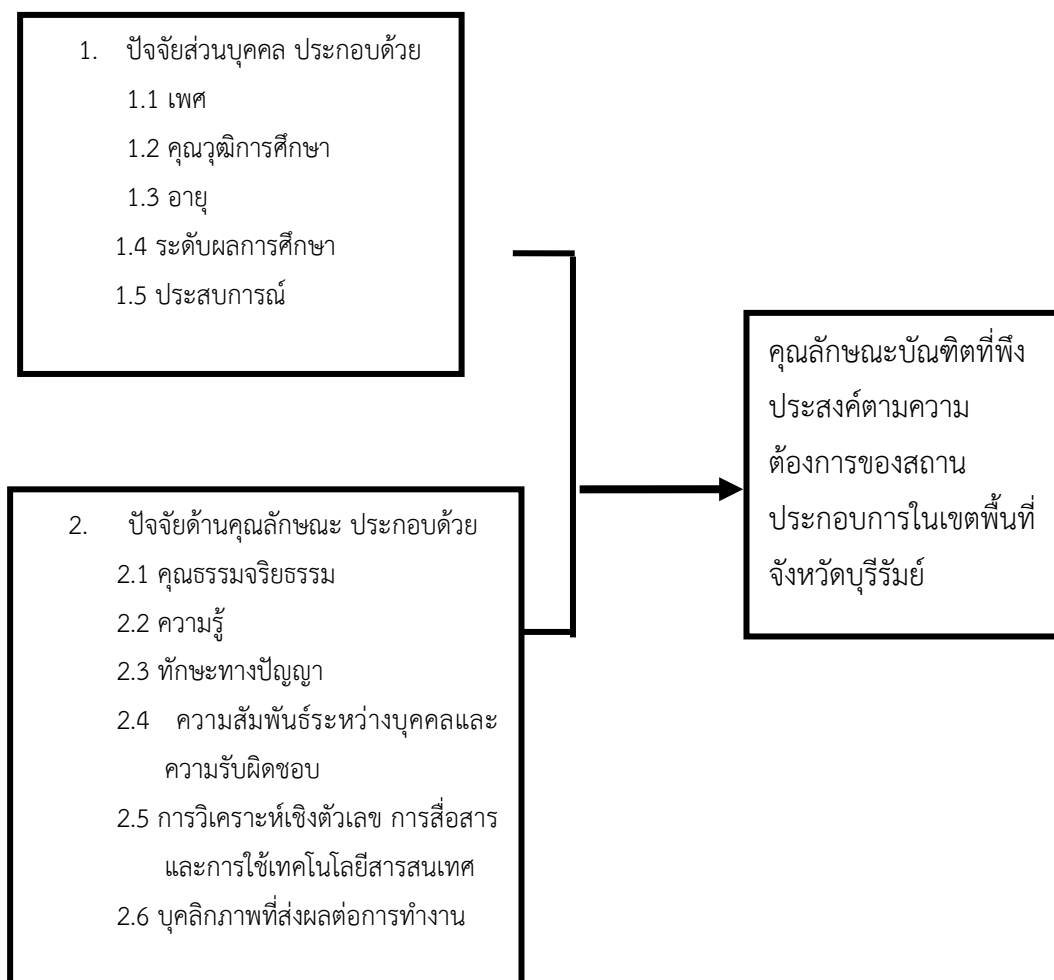 1. ปัจจัยส่วนบุคคล ประกอบด้วย
1.1 เพศ
1.2 คุณวุฒิการศึกษา
1.3 อายุ
1.4 ระดับผลการศึกษา
1.5 ประสบการณ์
2. ปัจจัยด้านคุณลักษณะ ประกอบด้วย
2.1 คุณธรรมจริยธรรม
2.2 ความรู้
2.3 ทักษะทางปัญญา
2.4 ความสัมพันธ์ระหว่างบุคคลและ
ความรับผิดชอบ
2.5 การวิเคราะห์เชิงตัวเลข การสื่อสาร
และการใช้เทคโนโลยีสารสนเทศ
2.6 บุคลิกภาพที่ส่งผลต่อการทำงาน
คุณลักษณะบัณฑิตที่พึง
ประสงค์ตามความ
ต้องการของสถาน
ประกอบการในเขตพื้นที่
จังหวัดบุรีรัมย์